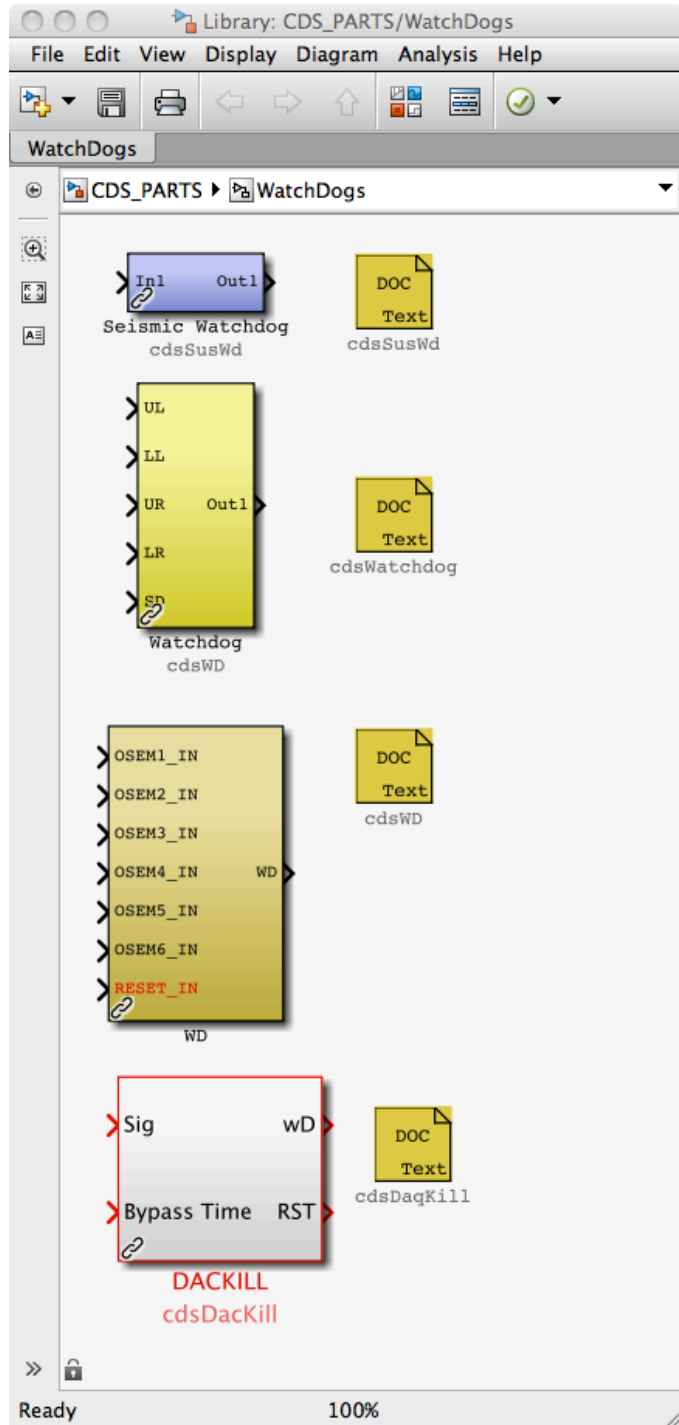 Library: CDS_PARTS/WatchDogs
File Edit View Display Diagram Analysis Help
WatchDogs
CDS_PARTS WatchDogs
In1 Out1
Seismic Watchdog
cdsSusWd
DOC
Text
cdsSusWd
UL
LL
UR Out1
LR
SD
Watchdog
cdsWD
DOC
Text
cdsWatchdog
OSEM1_IN
OSEM2_IN
OSEM3_IN
OSEM4_IN WD
OSEM5_IN
OSEM6_IN
RESET_IN
WD
DOC
Text
cdsWD
Sig wD
Bypass Time RST
DACKILL
cdsDacKill
DOC
Text
cdsDaqKill
Ready 100%